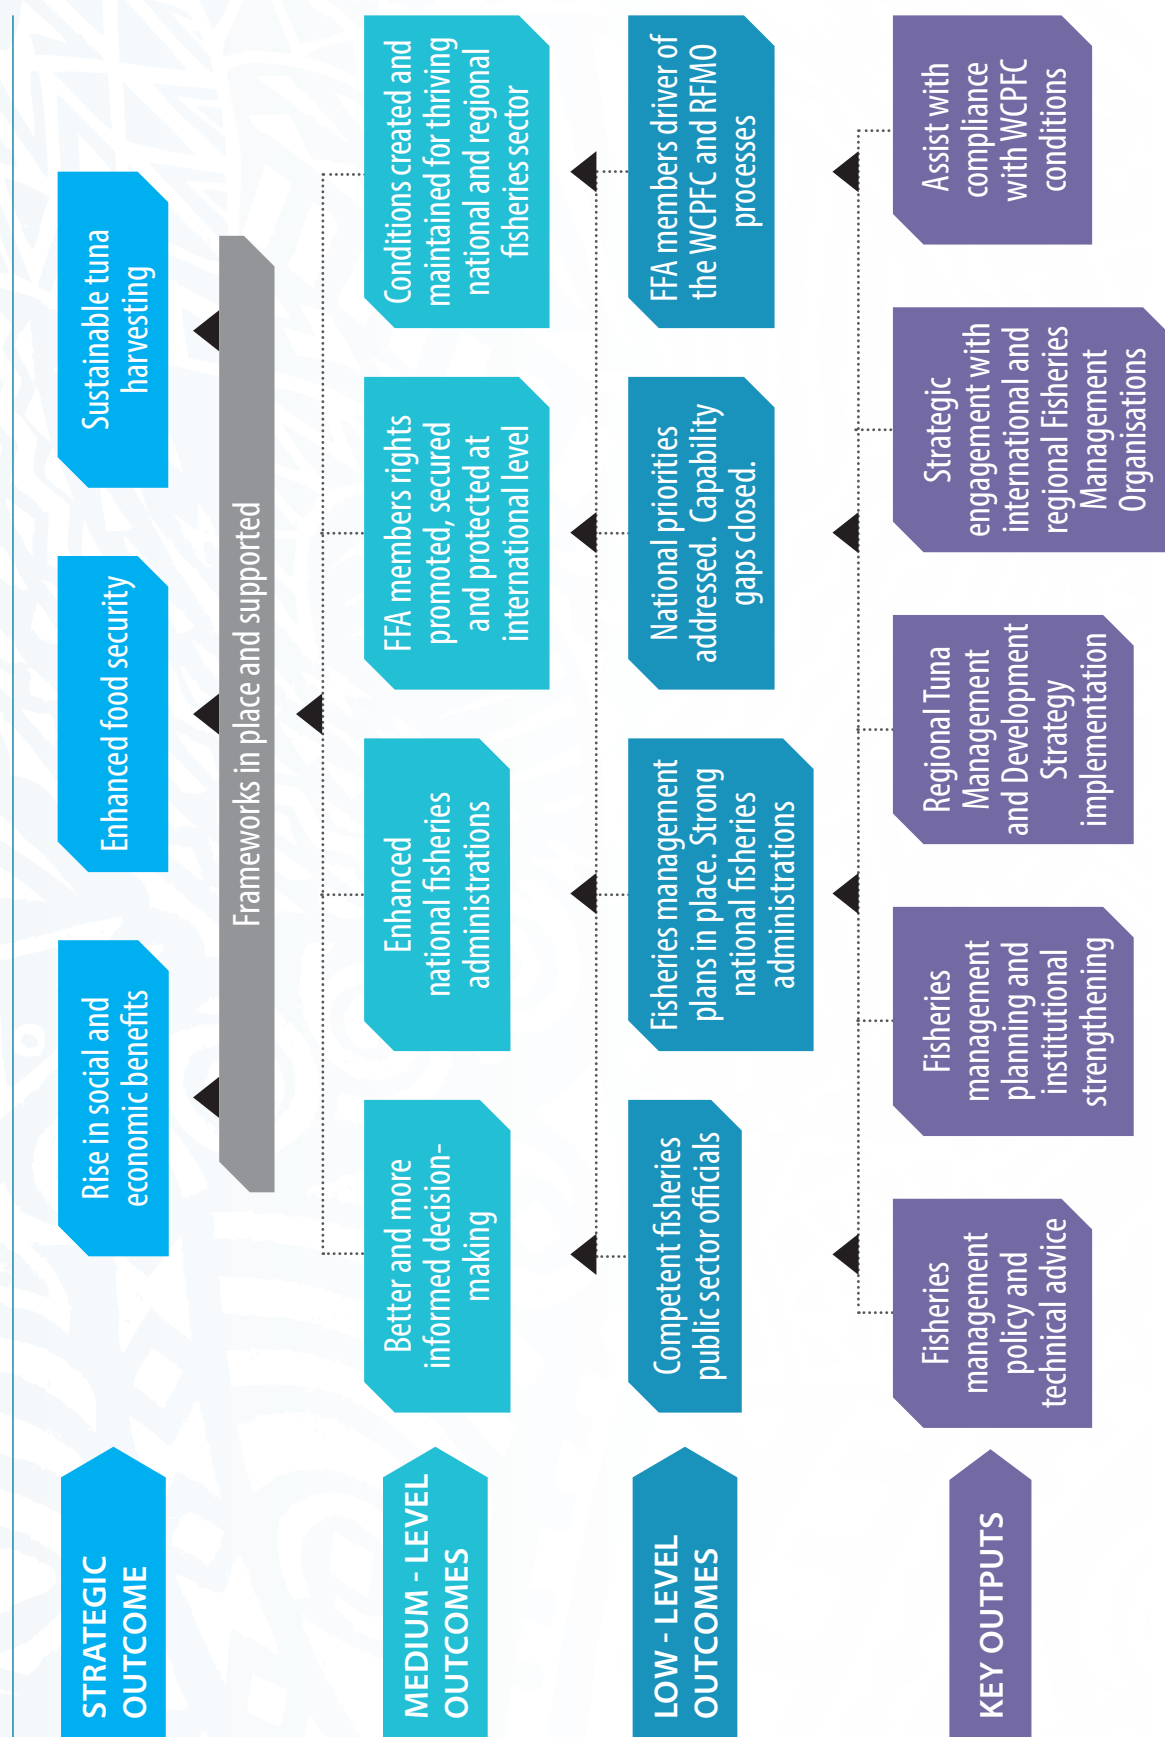 STRATEGIC
OUTCOME
Rise in social and
economic benefits
Enhanced food security
Sustainable tuna
harvesting
Frameworks in place and supported
MEDIUM - LEVEL
OUTCOMES
Better and more
informed decision-
making
Enhanced
national fisheries
administrations
FFA members rights
promoted, secured
and protected at
international level
Conditions created and
maintained for thriving
national and regional
fisheries sector
LOW - LEVEL
OUTCOMES
Competent fisheries
public sector officials
Fisheries management
plans in place. Strong
national fisheries
administrations
National priorities
addressed. Capability
gaps closed.
FFA members driver of
the WCPFC and RFMO
processes
KEY OUTPUTS
Fisheries
management
policy and
technical advice
Fisheries
management
planning and
institutional
strengthening
Regional Tuna
Management
and Development
Strategy
implementation
Strategic
engagement with
international and
regional Fisheries
Management
Organisations
Assist with
compliance
with WCPFC
conditions